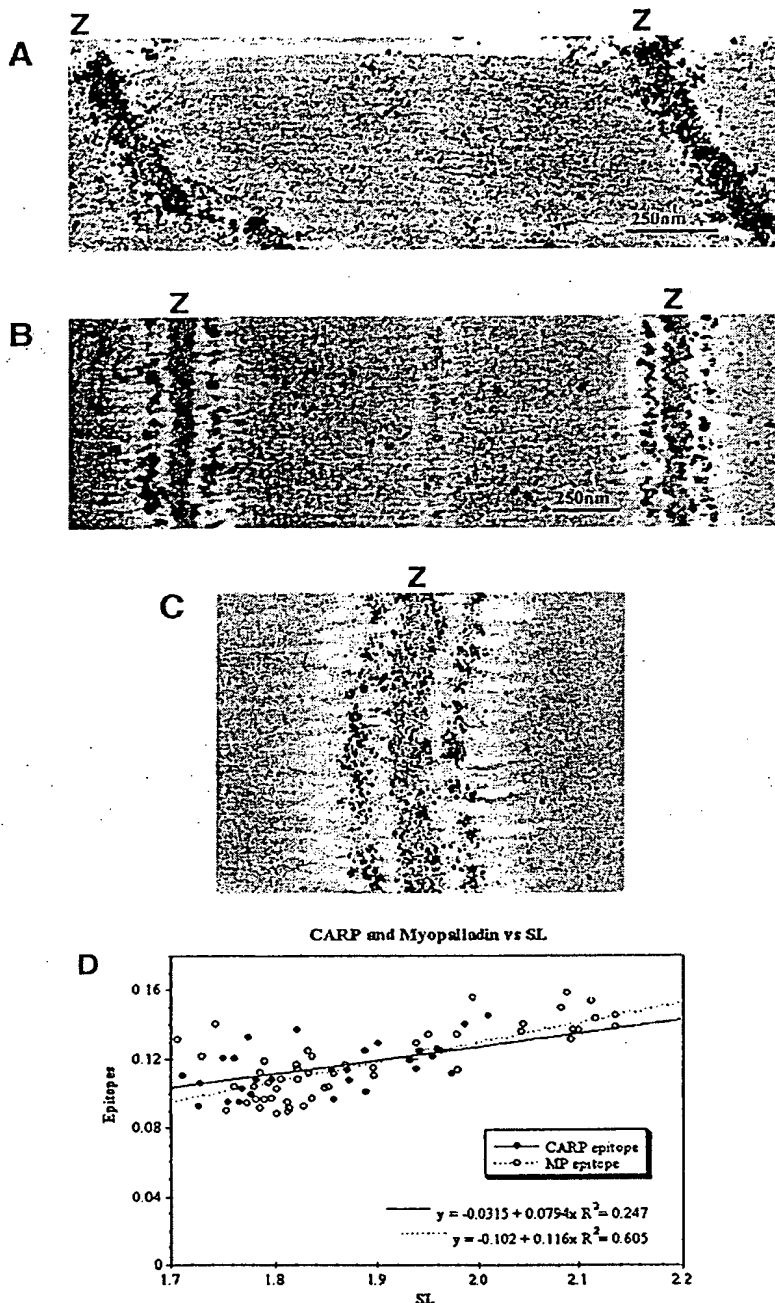 Z Z
A
250nm
Z Z
B
250nm
Z
C
CARP and Myopalladin vs SL
D
0.16
0.12
0.08
0.04
0
Epitopes
CARP epitope
MP epitope
y = -0.0315 + 0.0794x R² = 0.247
y = -0.102 + 0.116x R² = 0.605
1.7 1.8 1.9 2.0 2.1 2.2
SL